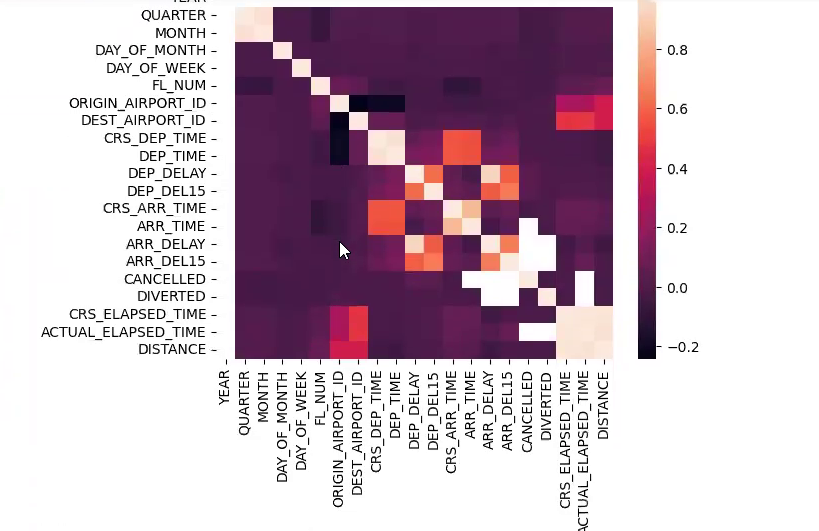 YEAR
QUARTER
MONTH
DAY_OF_MONTH
DAY_OF_WEEK
FL_NUM
ORIGIN_AIRPORT_ID
DEST_AIRPORT_ID
CRS_DEP_TIME
DEP_TIME
DEP_DELAY
DEP_DEL15
CRS_ARR_TIME
ARR_TIME
ARR_DELAY
ARR_DEL15
CANCELLED
DIVERTED
CRS_ELAPSED_TIME
ACTUAL_ELAPSED_TIME
DISTANCE
YEAR
QUARTER
MONTH
DAY_OF_MONTH
DAY_OF_WEEK
FL_NUM
ORIGIN_AIRPORT_ID
DEST_AIRPORT_ID
CRS_DEP_TIME
DEP_TIME
DEP_DELAY
DEP_DEL15
CRS_ARR_TIME
ARR_TIME
ARR_DELAY
ARR_DEL15
CANCELLED
DIVERTED
CRS_ELAPSED_TIME
ACTUAL_ELAPSED_TIME
DISTANCE
0.8
0.6
0.4
0.2
0.0
−0.2